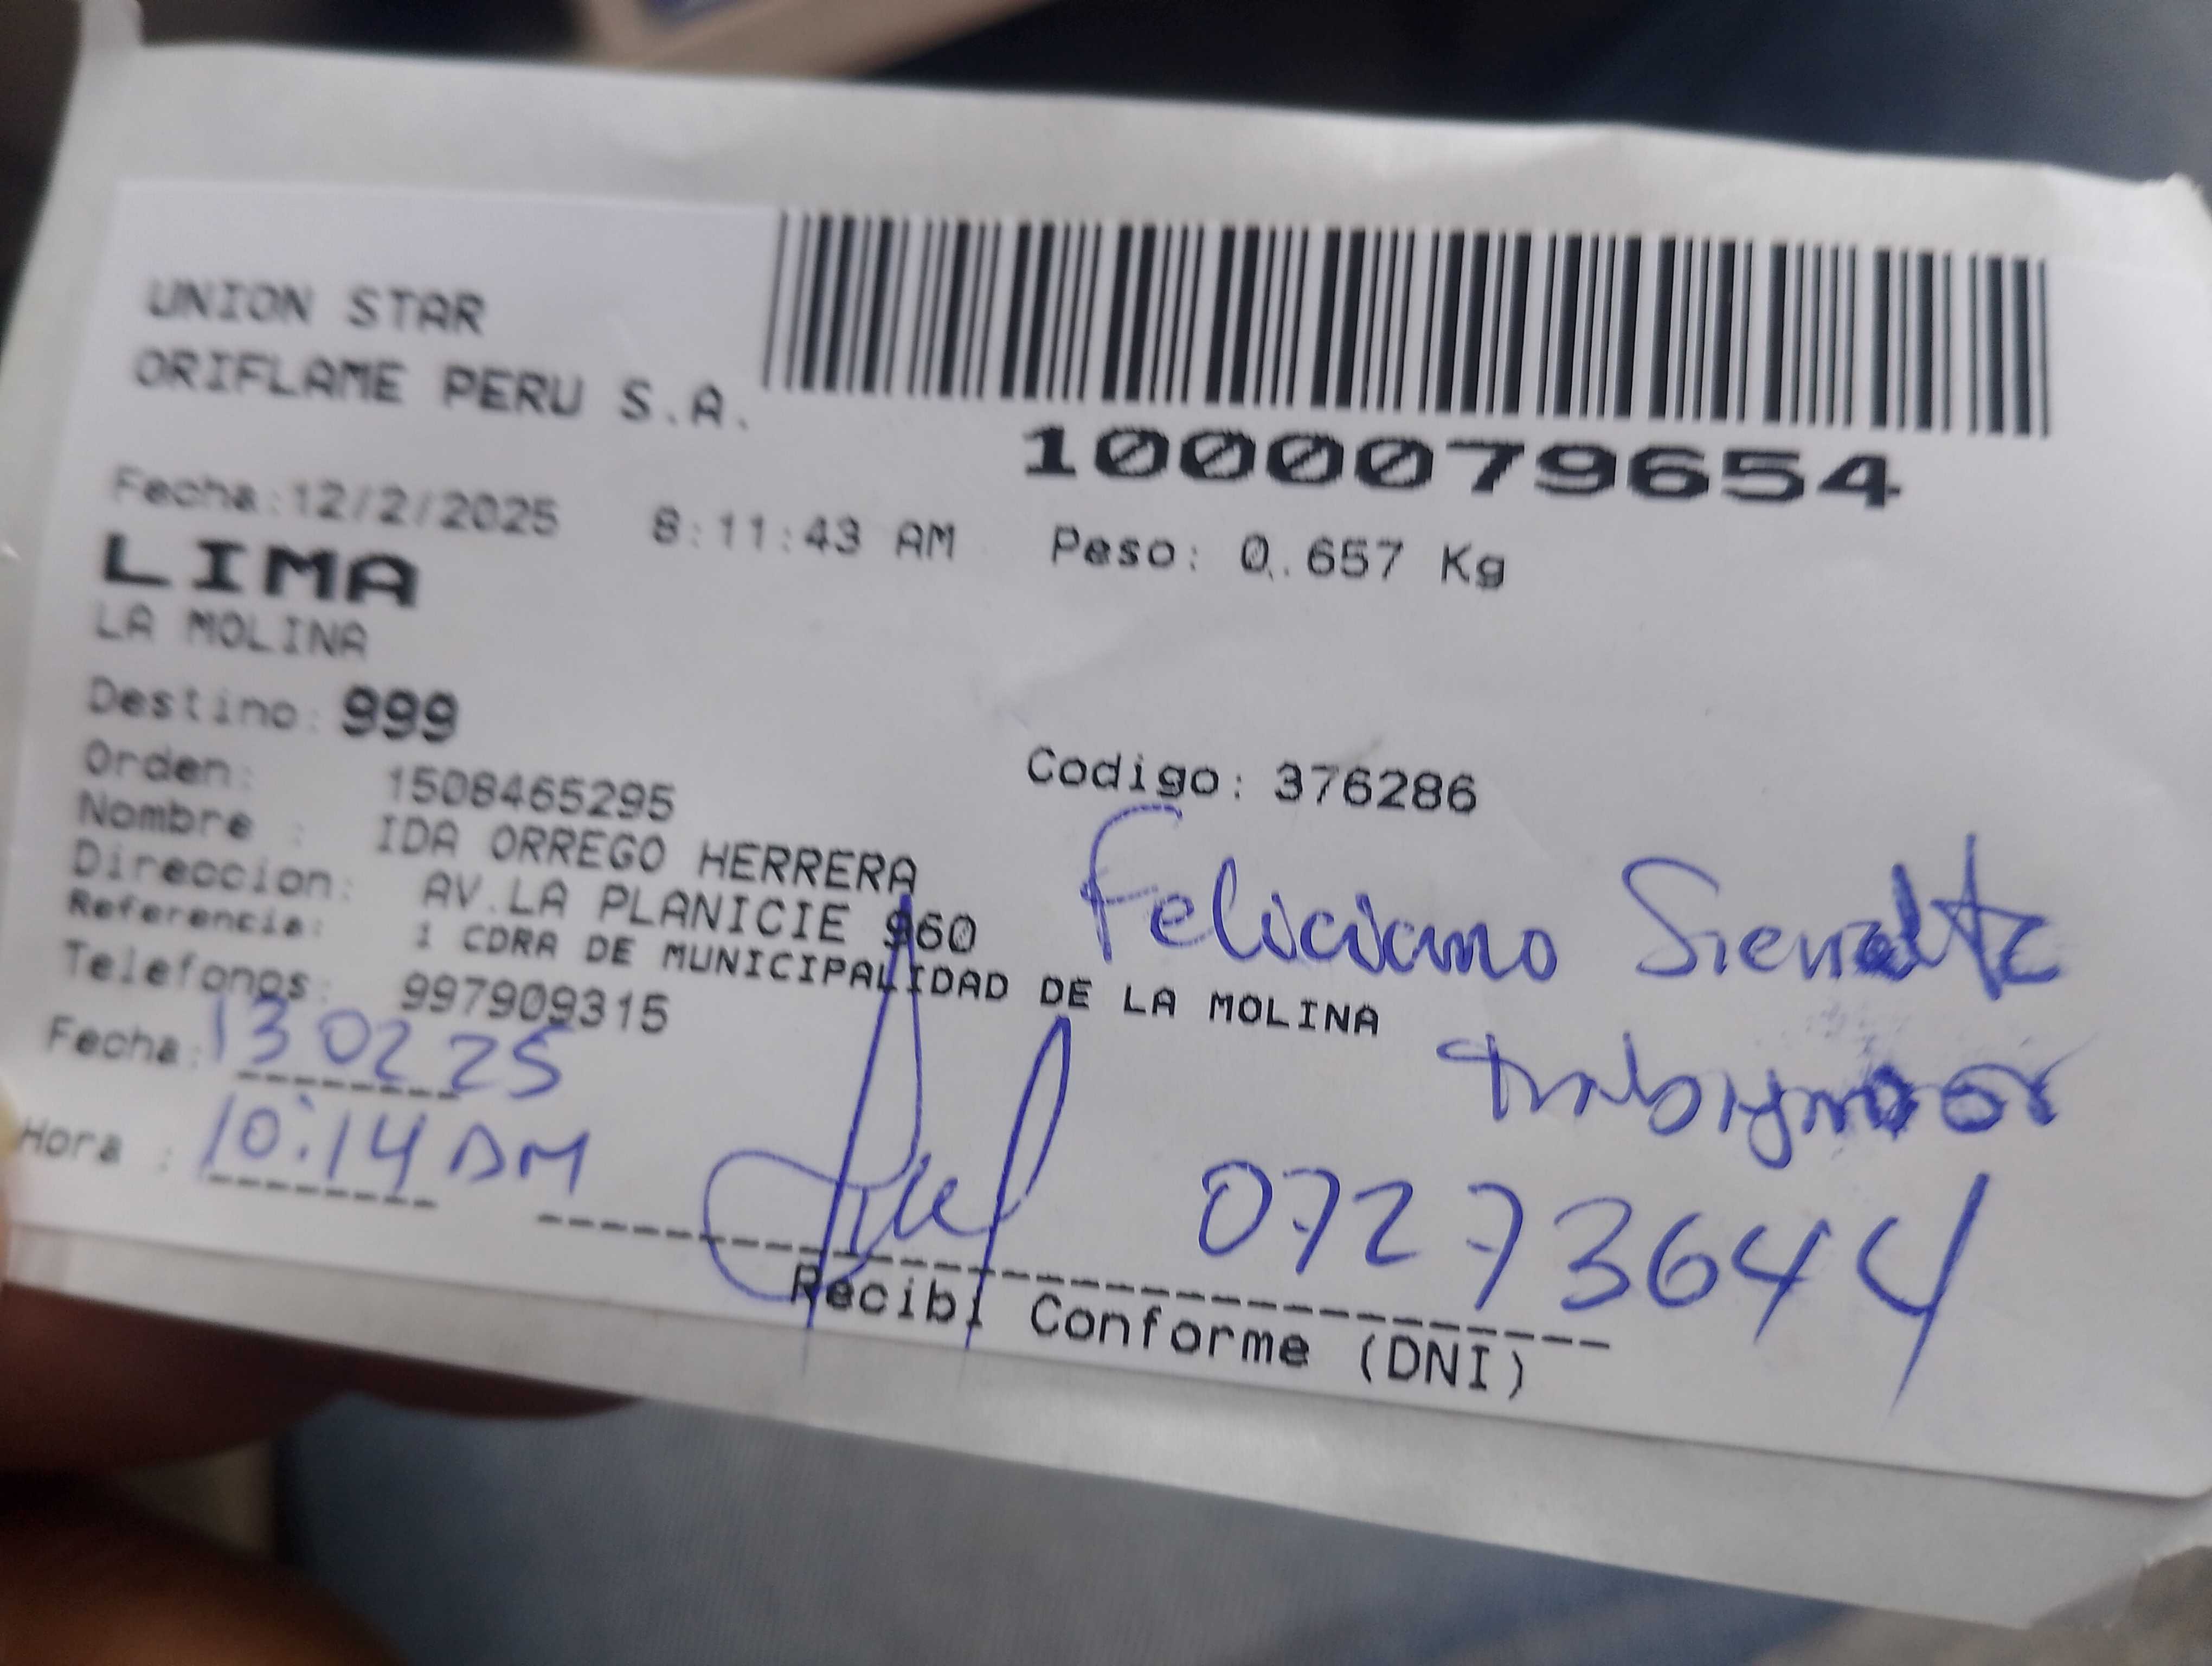 UNION STAR
ORIFLAME PERU S.A.
1000079654
Fecha:12/2/2025 8:11:43 AM Peso: 0.657 Kg
LIMA
LA MOLINA
Destino: 999
Orden: 1508465295 Codigo: 376286
Nombre : IDA ORREGO HERRERA
Direccion: AV.LA PLANICIE 960
Referencia: 1 CDRA DE MUNICIPALIDAD DE LA MOLINA
Telefonos: 997909315
Feliciano
Fecha: 13 02 25
Hora : 10:14 AM
07273644
Recibi Conforme (DNI)